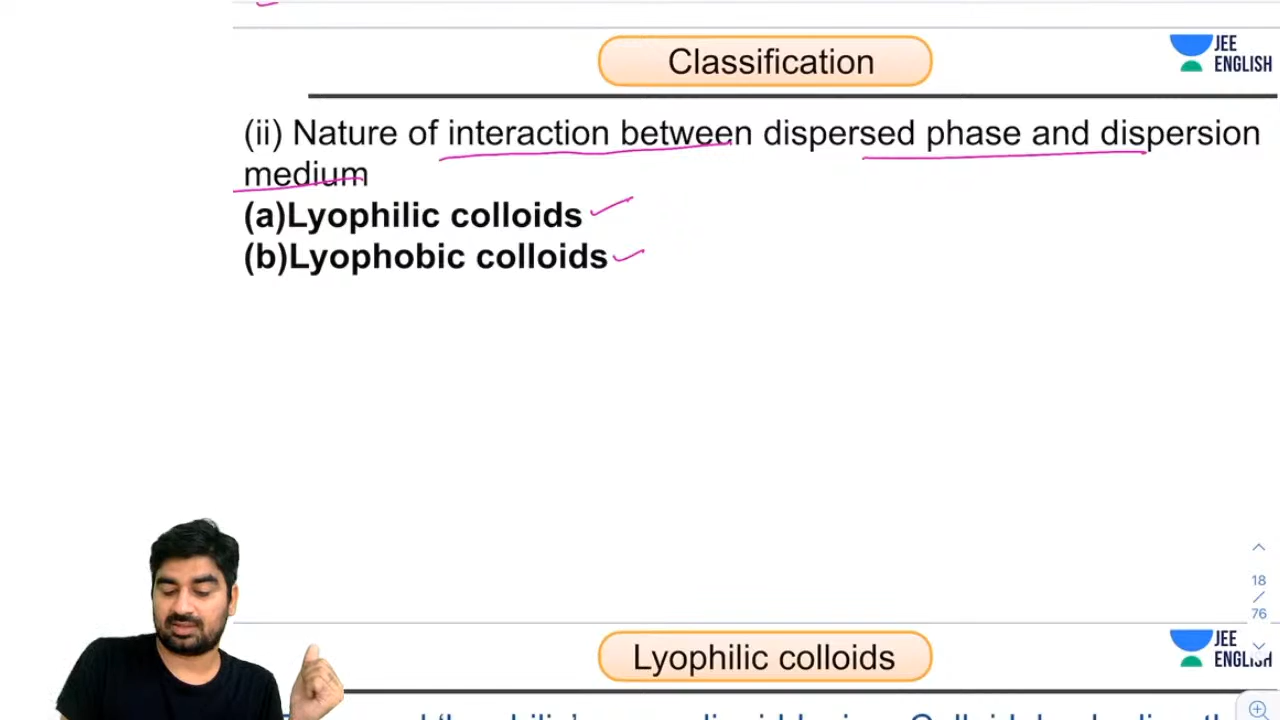 Classification
JEE
ENGLISH
(ii) Nature of interaction between dispersed phase and dispersion
medium
(a)Lyophilic colloids
(b)Lyophobic colloids
18
/
76
Lyophilic colloids
JEE
ENGLISH